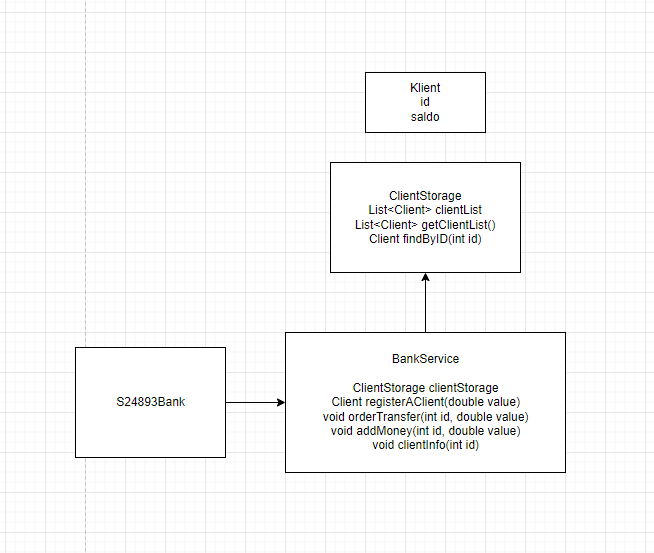 Klient
id
saldo
ClientStorage
List<Client> clientList
List<Client> getClientList()
Client findByID(int id)
BankService
ClientStorage clientStorage
Client registerAClient(double value)
void orderTransfer(int id, double value)
void addMoney(int id, double value)
void clientInfo(int id)
S24893Bank